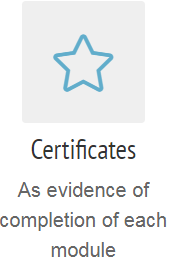 Certificates
As evidence of
completion of each
module